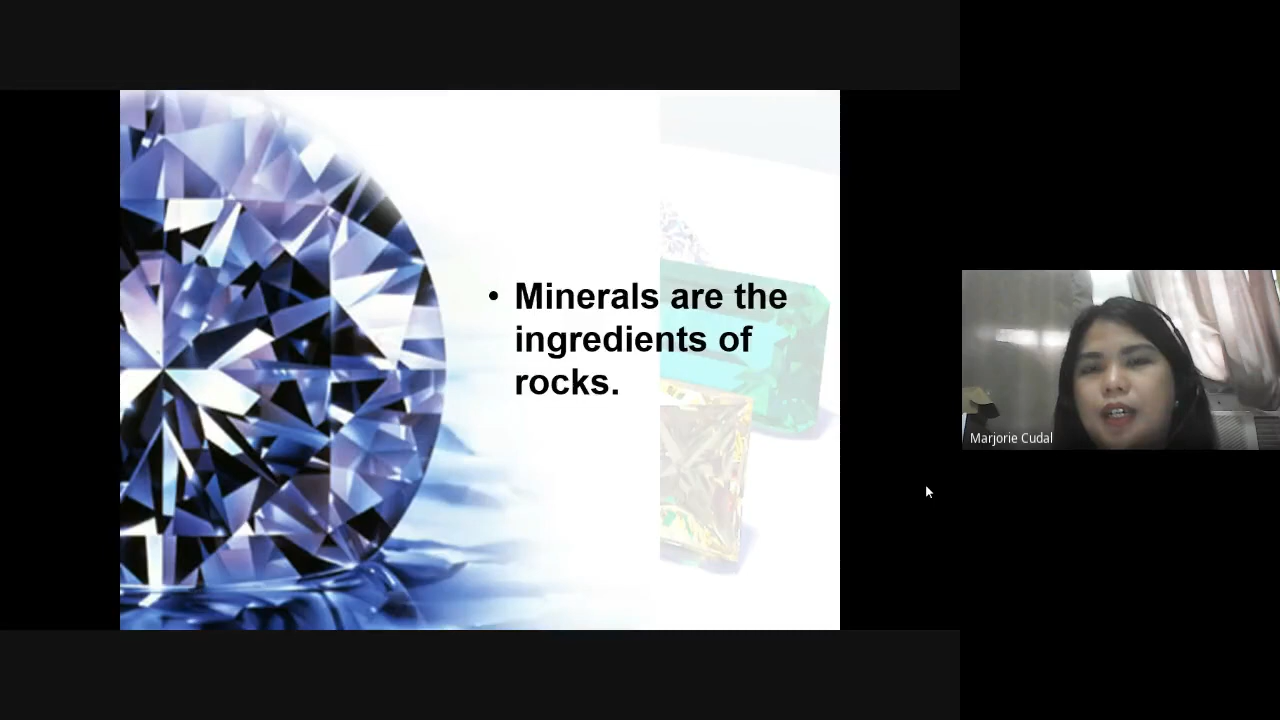 • Minerals are the
ingredients of
rocks.
Marjorie Cudal